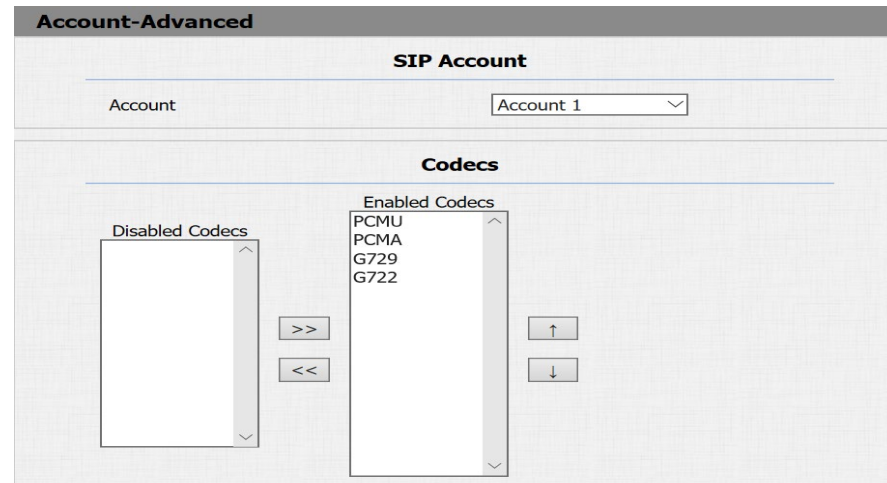 Account-Advanced
SIP Account
Account
Account 1
Codecs
Enabled Codecs
Disabled Codecs
PCMU
PCMA
G729
G722
>>
↑
<<
↓